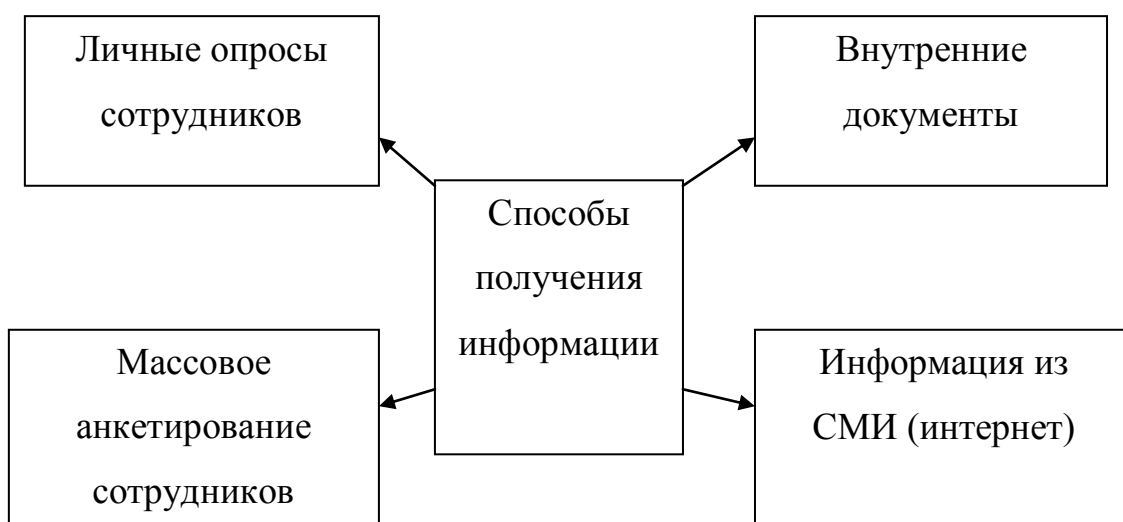 Личные опросы
сотрудников
Внутренние
документы
Способы
получения
информации
Массовое
анкетирование
сотрудников
Информация из
СМИ (интернет)